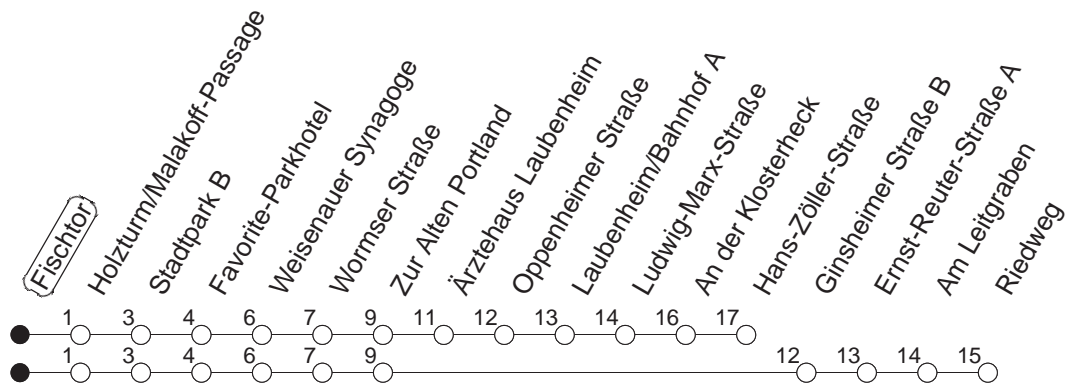 Fischtor
Holzturm/Malakoff-Passage
Stadtpark B
Favorite-Parkhotel
Weisenauer Synagoge
Wormser Straße
Zur Alten Portland
Ärztehaus Laubenheim
Oppenheimer Straße
Laubenheim/Bahnhof A
Ludwig-Marx-Straße
An der Klosterheck
Hans-Zöller-Straße
Ginsheimer Straße B
Ernst-Reuter-Straße A
Am Leitgraben
Riedweg
1 3 4 6 7 9 11 12 13 14 16 17
1 3 4 6 7 9 12 13 14 15